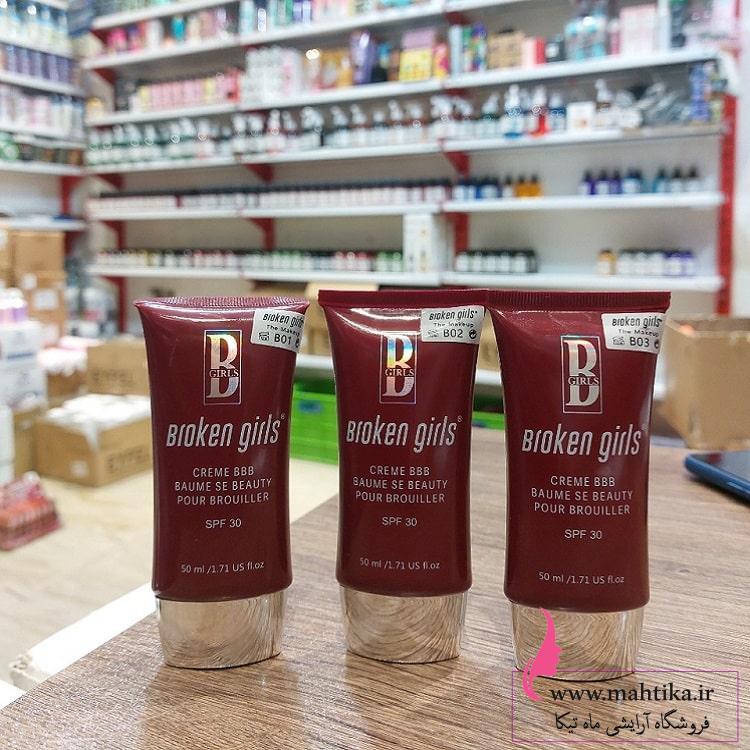 Broken girls®
The Makeup
B01
B
GIRLS
Broken girls®
CREME BBB
BAUME SE BEAUTY
POUR BROUILLER
SPF 30
50 ml /1.71 US fl.oz
Broken girls®
The Makeup
B02
B
GIRLS
Broken girls®
CREME BBB
BAUME SE BEAUTY
POUR BROUILLER
SPF 30
50 ml /1.71 US fl.oz
Broken girls®
The Makeup
B03
B
GIRLS
Broken girls®
CREME BBB
BAUME SE BEAUTY
POUR BROUILLER
SPF 30
50 ml /1.71 US fl.oz
www.mahtika.ir
فروشگاه آرایشی ماه تیکا